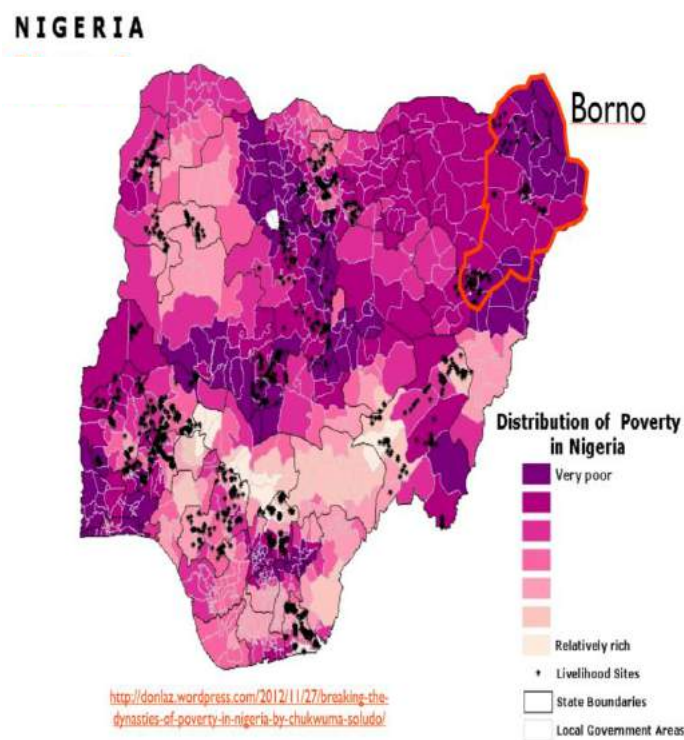 NIGERIA
Borno
Distribution of Poverty
in Nigeria
Very poor
Relatively rich
Livelihood Sites
State Boundaries
Local Government Areas
http://donlaz.wordpress.com/2012/11/27/breaking-the-
dynasties-of-poverty-in-nigeria-by-chukwuma-soludo/